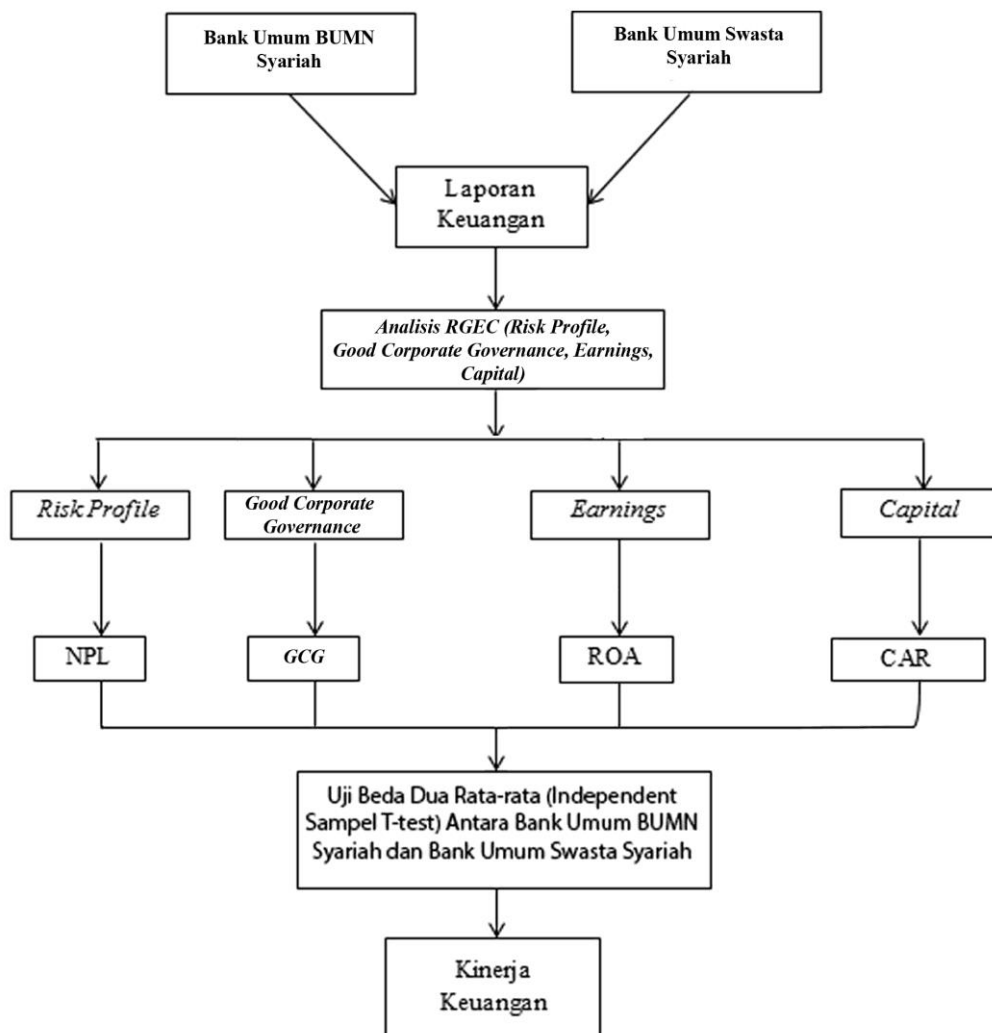 Bank Umum BUMN
Syariah
Bank Umum Swasta
Syariah
Laporan
Keuangan
Analisis RGEC (Risk Profile,
Good Corporate Governance, Earnings,
Capital)
Risk Profile
Good Corporate
Governance
Earnings
Capital
NPL
GCG
ROA
CAR
Uji Beda Dua Rata-rata (Independent
Sampel T-test) Antara Bank Umum BUMN
Syariah dan Bank Umum Swasta Syariah
Kinerja
Keuangan